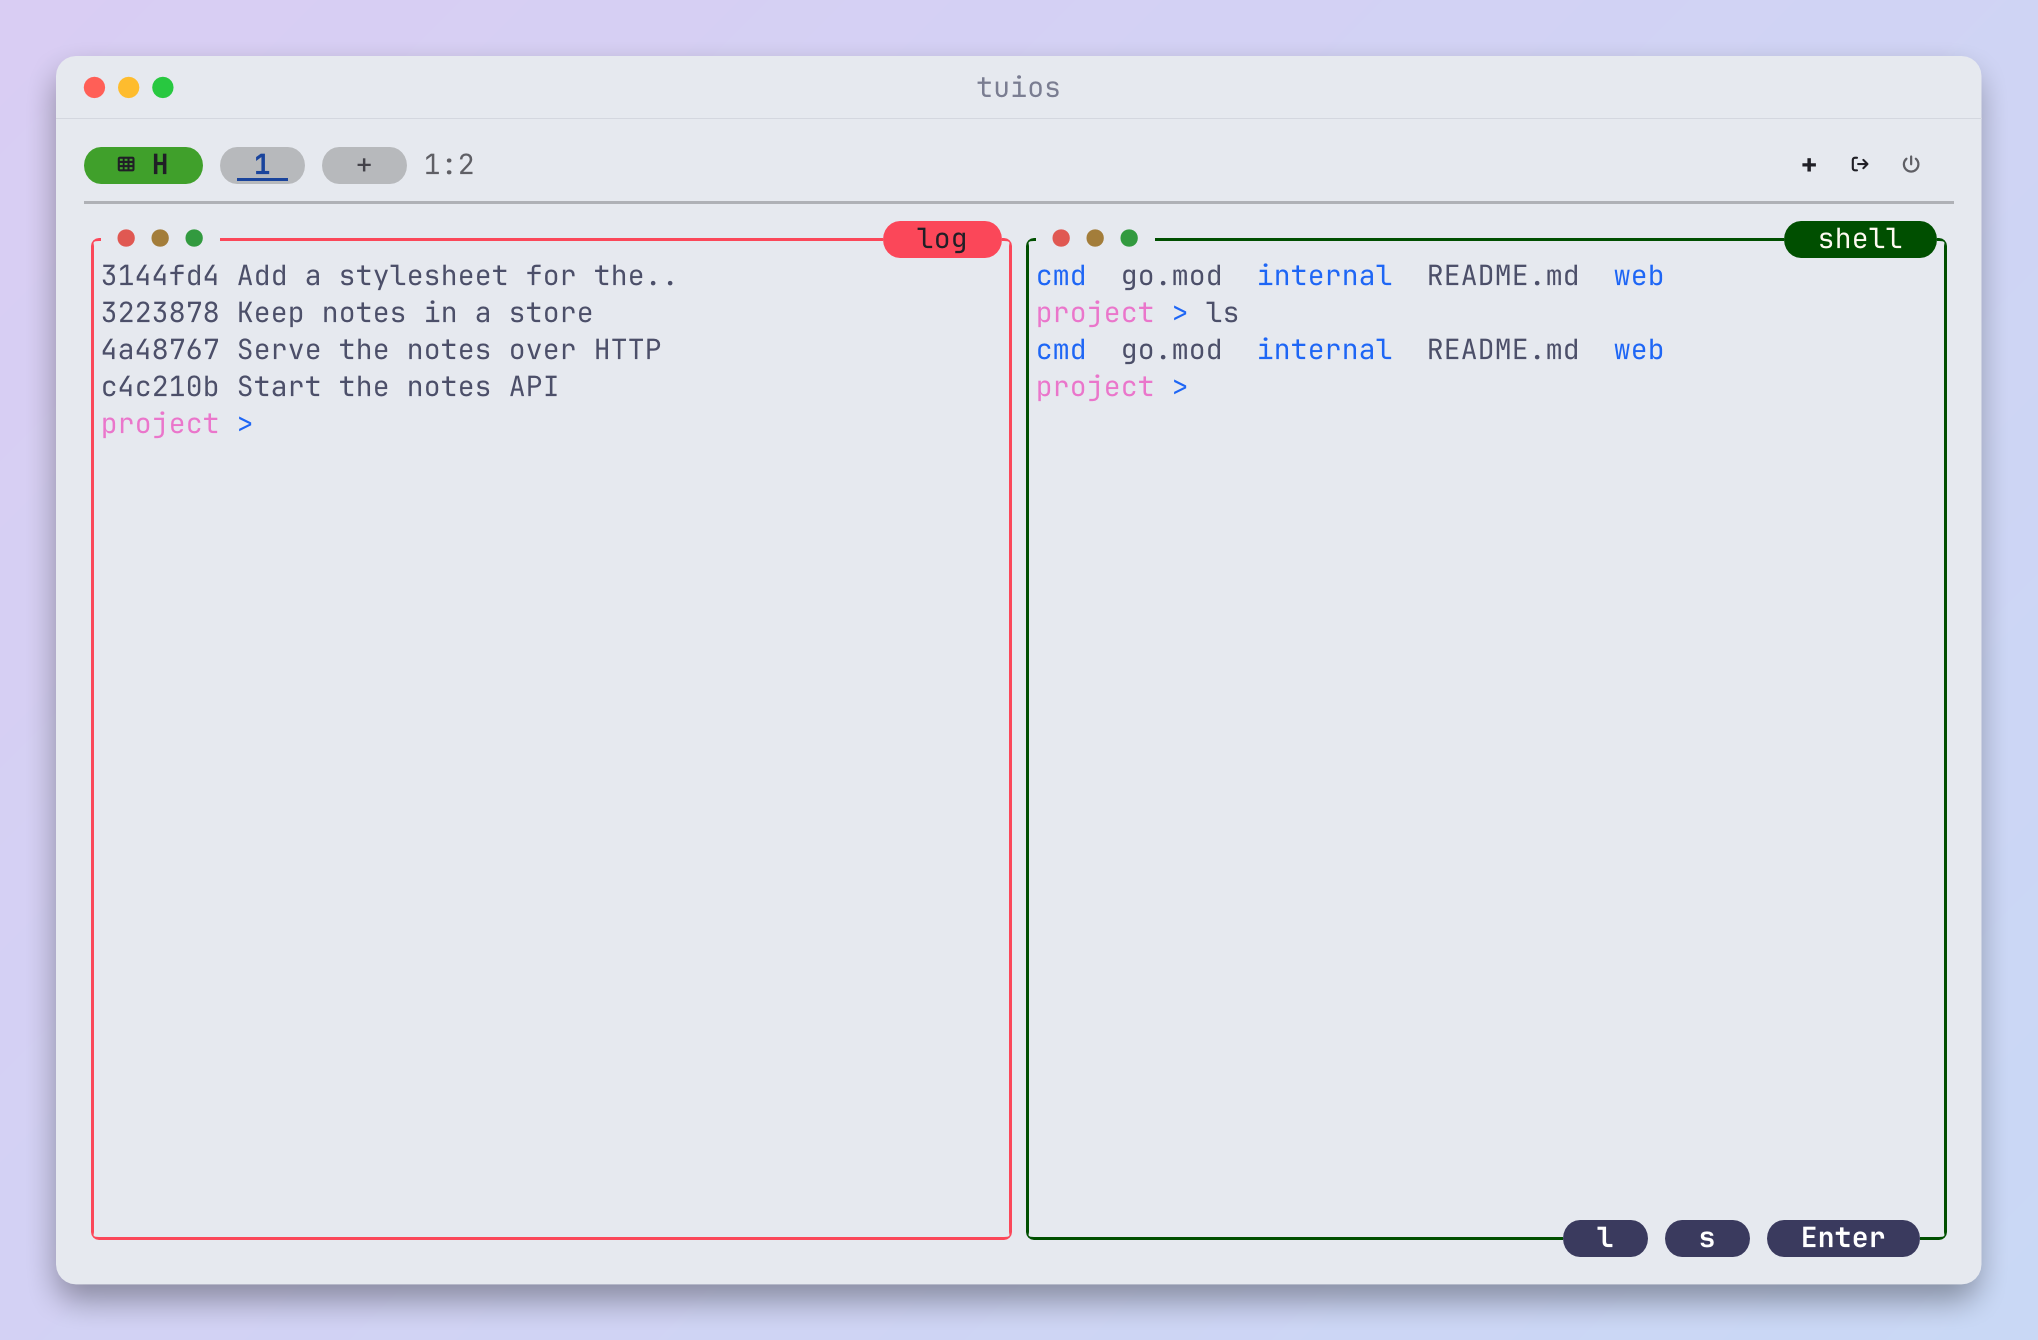 tuios
H 1 + 1:2
log
3144fd4 Add a stylesheet for the..
3223878 Keep notes in a store
4a48767 Serve the notes over HTTP
c4c210b Start the notes API
project >
shell
cmd go.mod internal README.md web
project > ls
cmd go.mod internal README.md web
project >
l s Enter